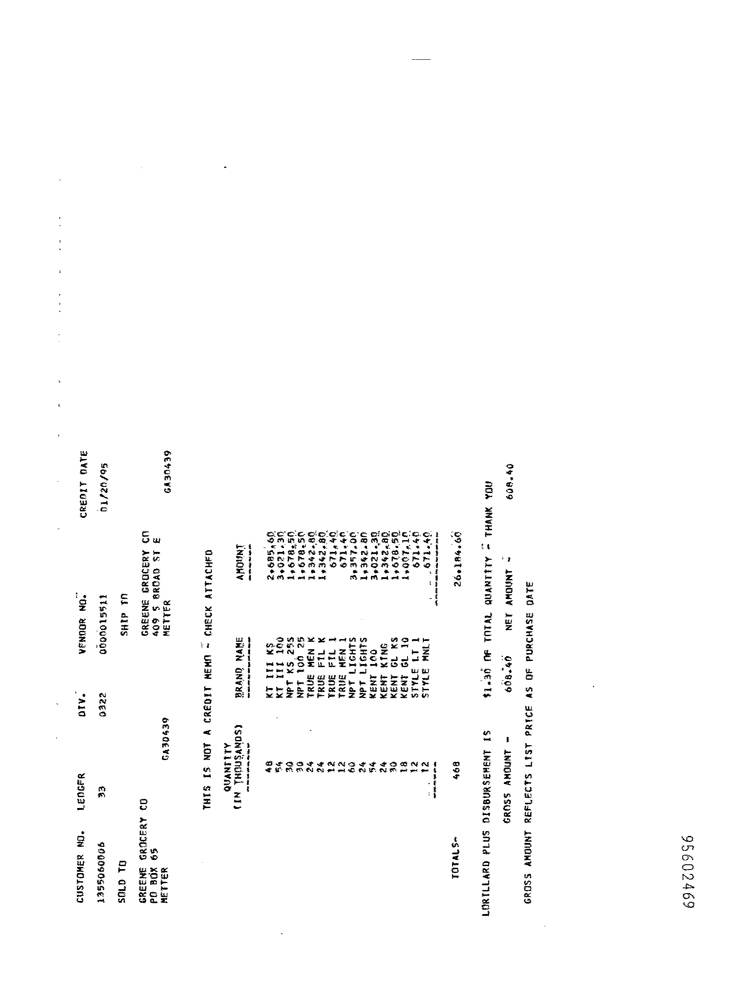 CUSTOMER NO. LEDGER DIV. VENDOR NO. CREDIT DATE
1355060806 33 0322 0000015511 01/20/95
SOLD TO SHIP TO
GREENE GROCERY CO GREENE GROCERY CO
PO BOX 65 409 S BROAD ST E
METTER GA30439 METTER GA30439
THIS IS NOT A CREDIT MEMO - CHECK ATTACHED
QUANTITY
(IN THOUSANDS) BRAND NAME AMOUNT
-------- ---------- ------
48 KT III KS 2,685.60
54 KT III 100 3,021.30
30 NPT KS 25S 1,678.50
30 NPT 100 25 1,678.50
24 TRUE MEN K 1,342.80
24 TRUE FIL K 1,342.80
12 TRUE FIL 1 671.40
12 TRUE MEN 1 671.40
60 NPT LIGHTS 3,357.00
24 NPT LIGHTS 1,342.80
54 KENT 100 3,021.30
24 KENT KING 1,342.80
30 KENT GL KS 1,678.50
18 KENT GL 10 1,007.10
12 STYLE LT 1 671.40
12 STYLE MNLT 671.40
------ ------------
TOTALS- 468 26,184.60
LORILLARD PLUS DISBURSEMENT IS $1.30 OF TOTAL QUANTITY - THANK YOU
GROSS AMOUNT - 608.40 NET AMOUNT - 608.40
GROSS AMOUNT REFLECTS LIST PRICE AS OF PURCHASE DATE
95602469